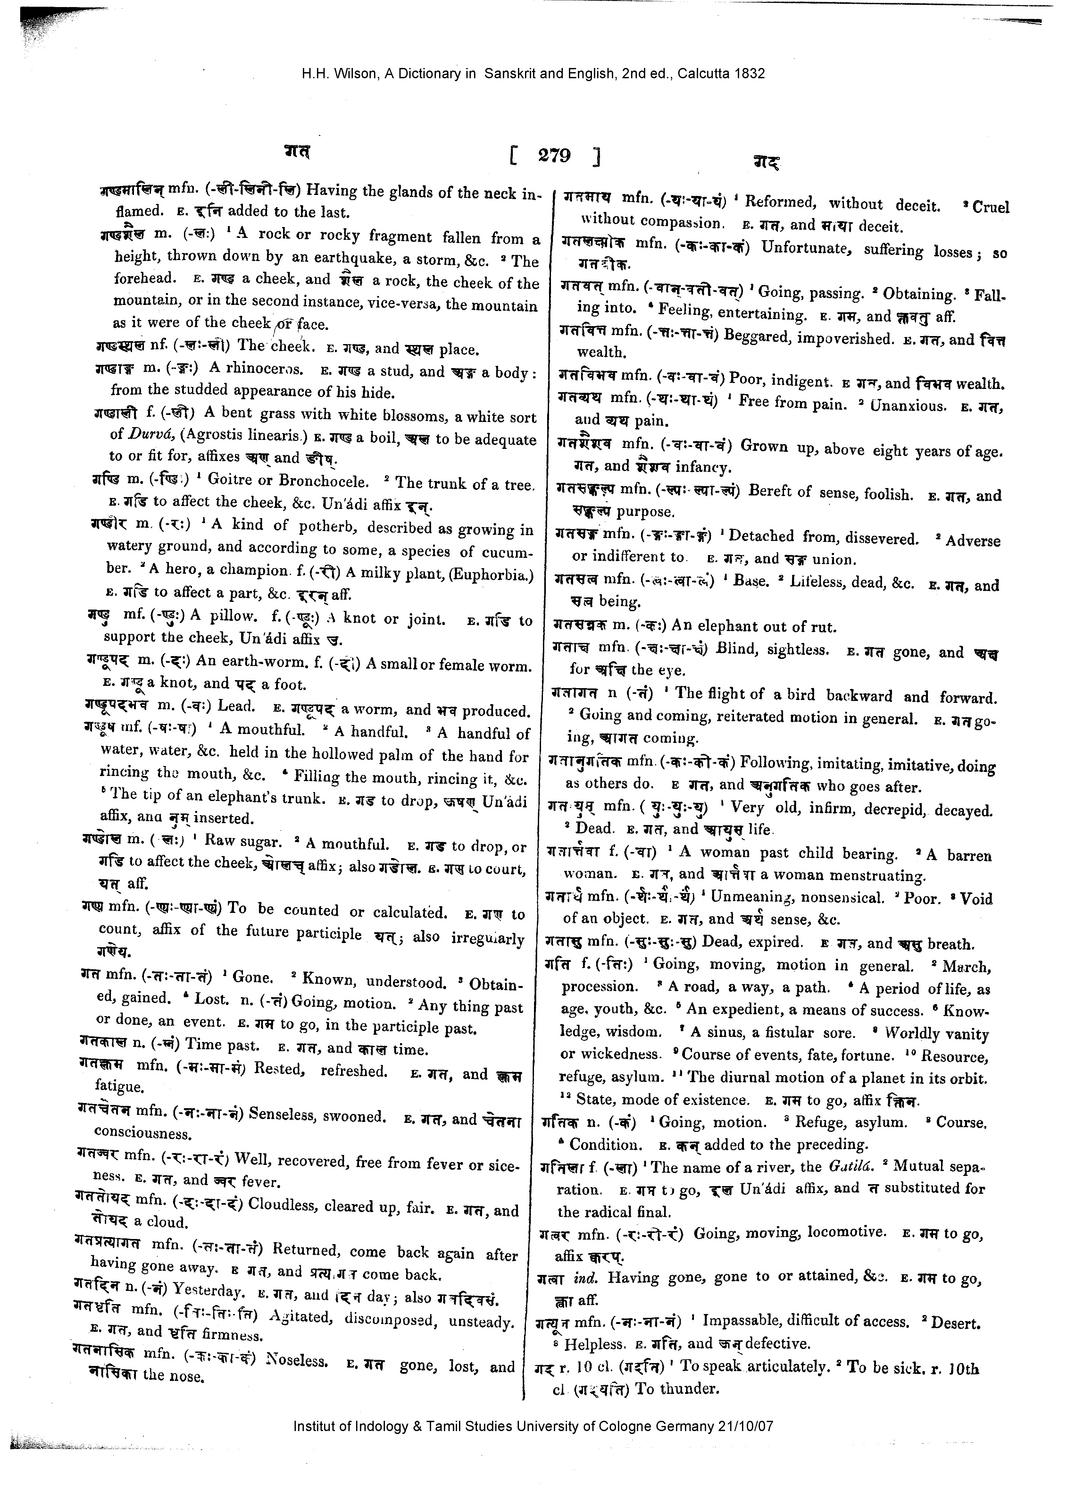 H.H. Wilson, A Dictionary in Sanskrit and English, 2nd ed., Calcutta 1832
गत
[ 279 ]
गद
गण्डमालिन् mfn. (-ली-लिनी-लि) Having the glands of the neck in-
flamed. E. इनि added to the last.
गण्डशैल m. (-लः) ¹ A rock or rocky fragment fallen from a
height, thrown down by an earthquake, a storm, &c. ² The
forehead. E. गण्ड a cheek, and शैल a rock, the cheek of the
mountain, or in the second instance, vice-versa, the mountain
as it were of the cheek or face.
गण्डस्थल nf. (-लः-ली) The cheek. E. गण्ड, and स्थल place.
गण्डाङ्ग m. (-ङ्गः) A rhinoceros. E. गण्ड a stud, and अङ्ग a body:
from the studded appearance of his hide.
गण्डाली f. (-ली) A bent grass with white blossoms, a white sort
of Durvá, (Agrostis linearis.) E. गण्ड a boil, अल to be adequate
to or fit for, affixes अण् and ङीष्.
गण्डि m. (-ण्डिः) ¹ Goitre or Bronchocele. ² The trunk of a tree.
E. गडि to affect the cheek, &c. Un'ádi affix इन्.
गण्डीर m. (-रः) ¹ A kind of potherb, described as growing in
watery ground, and according to some, a species of cucum-
ber. ² A hero, a champion. f. (-री) A milky plant, (Euphorbia.)
E. गडि to affect a part, &c. इरन् aff.
गण्डु mf. (-ण्डुः) A pillow. f. (-ण्डूः) A knot or joint. E. गडि to
support the cheek, Un'ádi affix उ.
गण्डूपद m. (-दः) An earth-worm. f. (-दी) A small or female worm.
E. गण्डू a knot, and पद a foot.
गण्डूपदभव m. (-वः) Lead. E. गण्डूपद a worm, and भव produced.
गण्डूष mf. (-षः-षा) ¹ A mouthful. ² A handful. ³ A handful of
water, water, &c. held in the hollowed palm of the hand for
rincing the mouth, &c. ⁴ Filling the mouth, rincing it, &c.
⁵ The tip of an elephant's trunk. E. गड to drop, ऊषण् Un'ádi
affix, and नुम् inserted.
गण्डोल m. (-लः) ¹ Raw sugar. ² A mouthful. E. गड to drop, or
गडि to affect the cheek, ओलच् affix; also गडोल. E. गण to court,
यत् aff.
गण्य mfn. (-ण्यः-ण्या-ण्यं) To be counted or calculated. E. गण to
count, affix of the future participle यत्; also irregularly
गणेय.
गत mfn. (-तः-ता-तं) ¹ Gone. ² Known, understood. ³ Obtain-
ed, gained. ⁴ Lost. n. (-तं) Going, motion. ² Any thing past
or done, an event. E. गम to go, in the participle past.
गतकाल n. (-लं) Time past. E. गत, and काल time.
गतक्लम mfn. (-मः-मा-मं) Rested, refreshed. E. गत, and क्लम
fatigue.
गतचेतन mfn. (-नः-ना-नं) Senseless, swooned. E. गत, and चेतना
consciousness.
गतज्वर mfn. (-रः-रा-रं) Well, recovered, free from fever or sice-
ness. E. गत, and ज्वर fever.
गततोयद mfn. (-दः-दा-दं) Cloudless, cleared up, fair. E. गत, and
तोयद a cloud.
गतप्रत्यागत mfn. (-तः-ता-तं) Returned, come back again after
having gone away. E गत, and प्रत्यागत come back.
गतदिन n. (-नं) Yesterday. E. गत, and दिन day; also गतदिवसं.
गतधृति mfn. (-तिः-तिः-ति) Agitated, discomposed, unsteady.
E. गत, and धृति firmness.
गतनासिक mfn. (-कः-का-कं) Noseless. E. गत gone, lost, and
नासिका the nose.
गतमाय mfn. (-यः-या-यं) ¹ Reformed, without deceit. ² Cruel
without compassion. E. गत, and माया deceit.
गतलक्ष्मीक mfn. (-कः-का-कं) Unfortunate, suffering losses; so
गतश्रीक.
गतवत् mfn. (-वान्-वती-वत्) ¹ Going, passing. ² Obtaining. ³ Fall-
ing into. ⁴ Feeling, entertaining. E. गम, and क्तवतु aff.
गतवित्त mfn. (-त्तः-त्ता-त्तं) Beggared, impoverished. E. गत, and वित्त
wealth.
गतविभव mfn. (-वः-वा-वं) Poor, indigent. E गत, and विभव wealth.
गतव्यथ mfn. (-थः-था-थं) ¹ Free from pain. ² Unanxious. E. गत,
and व्यथ pain.
गतशैशव mfn. (-वः-वा-वं) Grown up, above eight years of age.
गत, and शैशव infancy.
गतसङ्कल्प mfn. (-ल्पः-ल्पा-ल्पं) Bereft of sense, foolish. E. गत, and
सङ्कल्प purpose.
गतसङ्ग mfn. (-ङ्गः-ङ्गा-ङ्गं) ¹ Detached from, dissevered. ² Adverse
or indifferent to. E. गत, and सङ्ग union.
गतसत्व mfn. (-त्वः-त्वा-त्वं) ¹ Base. ² Lifeless, dead, &c. E. गत, and
सत्व being.
गतसन्नक m. (-कः) An elephant out of rut.
गताक्ष mfn. (-क्षः-क्षा-क्षं) Blind, sightless. E. गत gone, and अक्ष
for अक्षि the eye.
गतागत n (-तं) ¹ The flight of a bird backward and forward.
² Going and coming, reiterated motion in general. E. गत go-
ing, आगत coming.
गतानुगतिक mfn. (-कः-की-कं) Following, imitating, imitative, doing
as others do. E गत, and अनुगतिक who goes after.
गतायुस् mfn. (युः-युः-यु) ¹ Very old, infirm, decrepid, decayed.
² Dead. E. गत, and आयुस् life.
गतार्त्तवा f. (-वा) ¹ A woman past child bearing. ² A barren
woman. E. गत, and आर्त्तवा a woman menstruating.
गतार्थ mfn. (-र्थः-र्था-र्थं) ¹ Unmeaning, nonsensical. ² Poor. ³ Void
of an object. E. गत, and अर्थ sense, &c.
गतासु mfn. (-सुः-सुः-सु) Dead, expired. E गत, and असु breath.
गति f. (-तिः) ¹ Going, moving, motion in general. ² March,
procession. ³ A road, a way, a path. ⁴ A period of life, as
age, youth, &c. ⁵ An expedient, a means of success. ⁶ Know-
ledge, wisdom. ⁷ A sinus, a fistular sore. ⁸ Worldly vanity
or wickedness. ⁹ Course of events, fate, fortune. ¹⁰ Resource,
refuge, asylum. ¹¹ The diurnal motion of a planet in its orbit.
¹² State, mode of existence. E. गम to go, affix क्तिन्.
गतिक n. (-कं) ¹ Going, motion. ² Refuge, asylum. ³ Course.
⁴ Condition. E. कन् added to the preceding.
गतिला f. (-ला) ¹ The name of a river, the Gatilá. ² Mutual sepa-
ration. E. गम to go, इल Un'ádi affix, and त substituted for
the radical final.
गत्वर mfn. (-रः-री-रं) Going, moving, locomotive. E. गम to go,
affix क्वरप्.
गत्वा ind. Having gone, gone to or attained, &c. E. गम to go,
क्त्वा aff.
गत्यून mfn. (-नः-ना-नं) ¹ Impassable, difficult of access. ² Desert.
³ Helpless. E. गति, and ऊन defective.
गद r. 10 cl. (गदति) ¹ To speak articulately. ² To be sick. r. 10th
cl (गदयति) To thunder.
Institut of Indology & Tamil Studies University of Cologne Germany 21/10/07